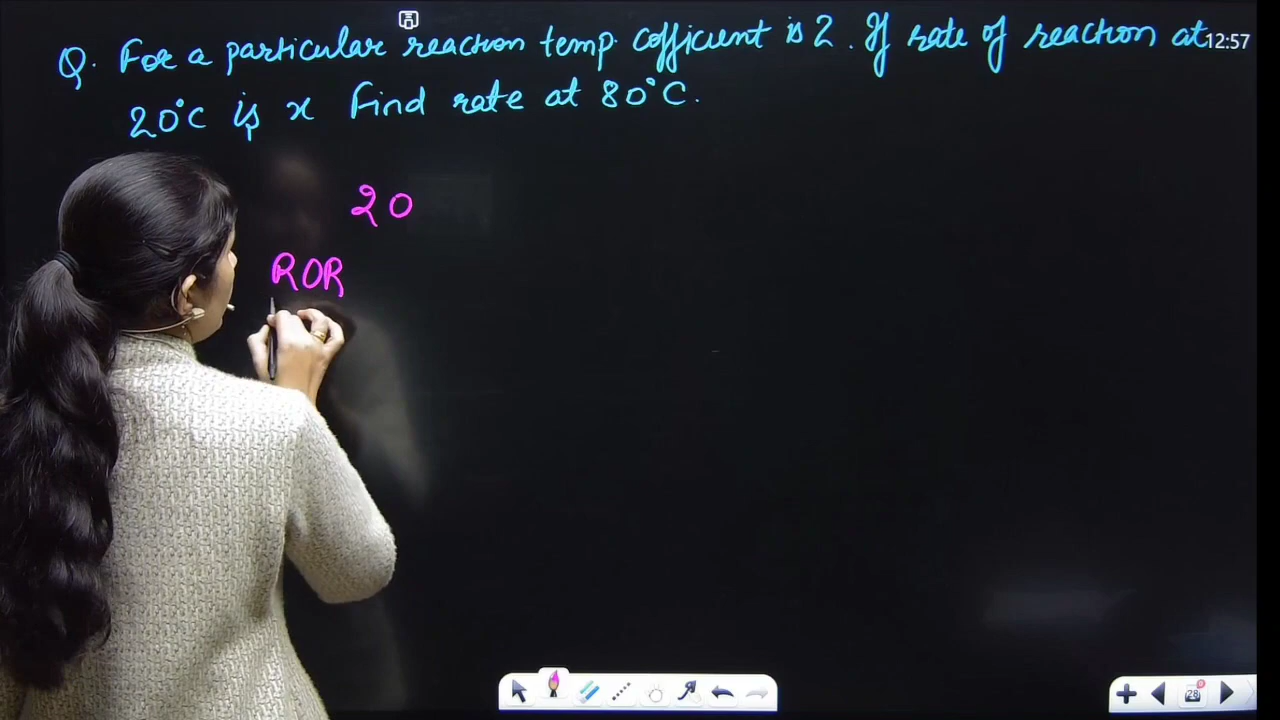 Q. For a particular reaction temp. cofficient is 2. If rate of reaction at
12:57
20°C is x Find rate at 80°C.
20
ROR
28